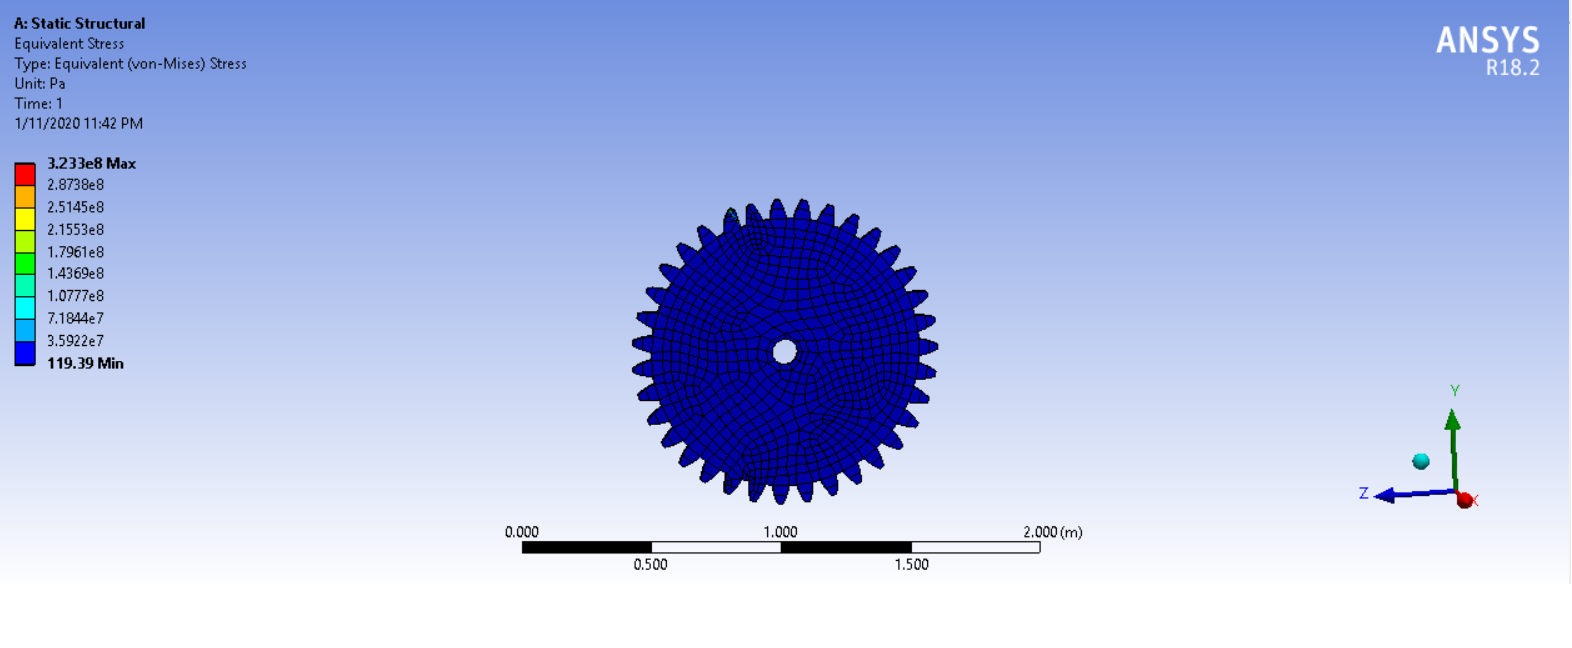 A: Static Structural
Equivalent Stress
Type: Equivalent (von-Mises) Stress
Unit: Pa
Time: 1
1/11/2020 11:42 PM
ANSYS
R18.2
3.233e8 Max
2.8738e8
2.5145e8
2.1553e8
1.7961e8
1.4369e8
1.0777e8
7.1844e7
3.5922e7
119.39 Min
0.000 1.000 2.000 (m)
0.500 1.500
Y
Z
X